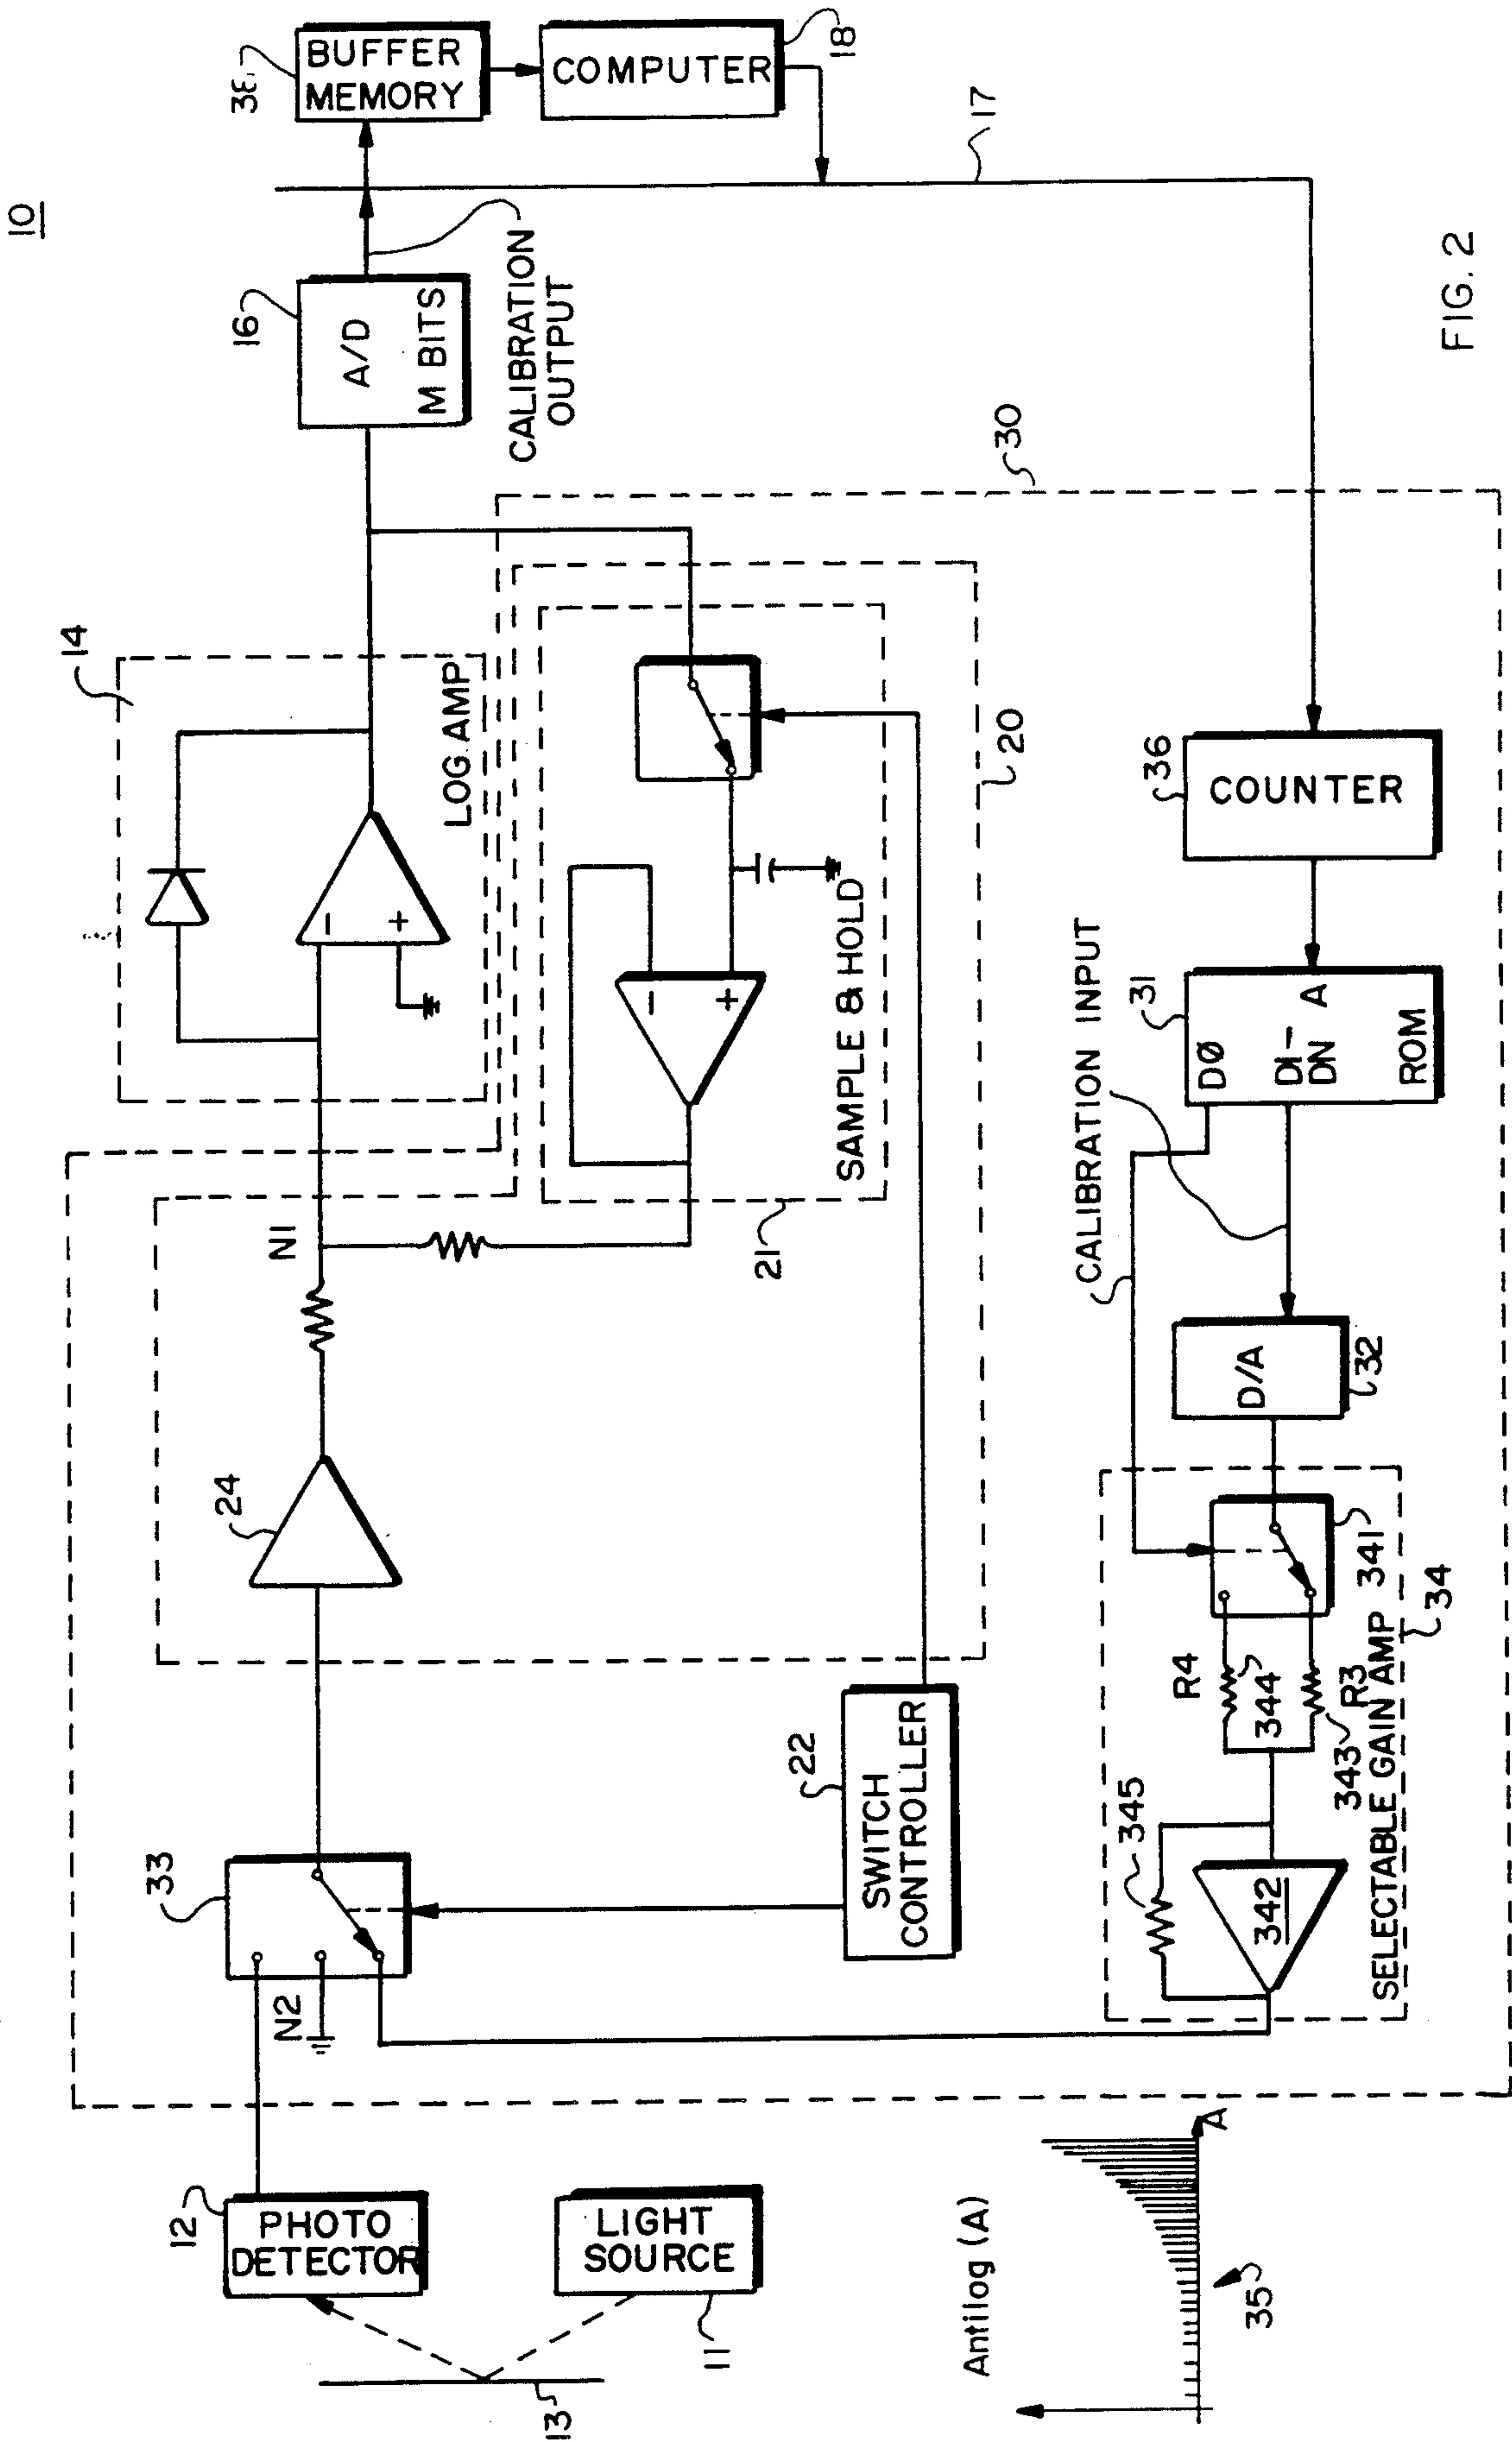 10
38
BUFFER
MEMORY
COMPUTER
18
17
16
A/D
M BITS
CALIBRATION
OUTPUT
14
LOG AMP
-
+
30
20
-
+
SAMPLE & HOLD
21
N1
24
33
N2
22
SWITCH
CONTROLLER
12
PHOTO
DETECTOR
LIGHT
SOURCE
11
13
36
COUNTER
CALIBRATION INPUT
31
DØ
D1-
DN
A
ROM
D/A
32
341
R4
344
R3
343
345
342
SELECTABLE GAIN AMP
34
Antilog (A)
A
35
FIG. 2